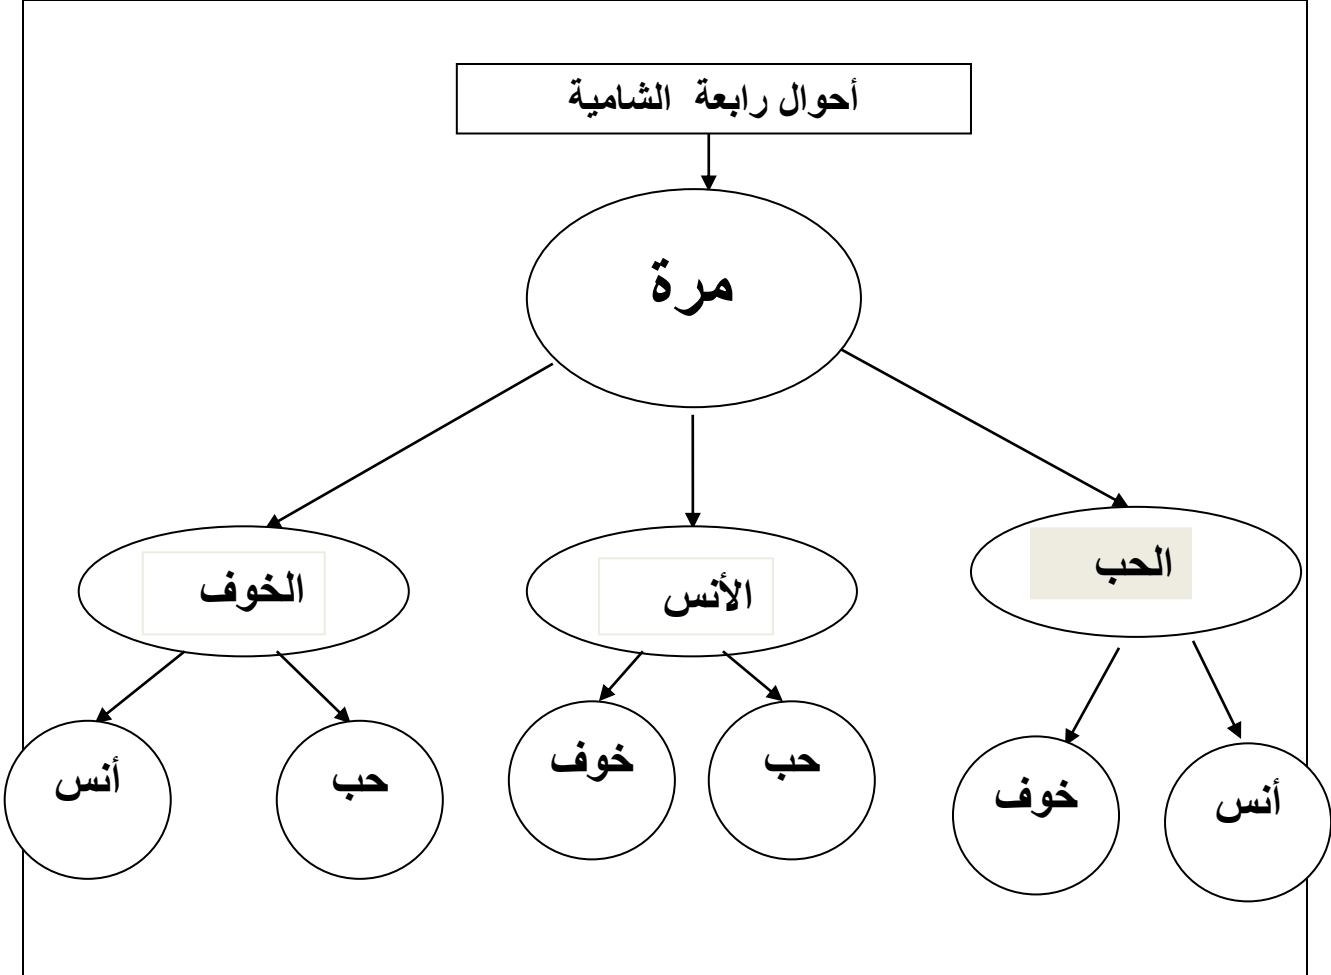 أحوال رابعة الشامية
مرة
الحب
الأنس
الخوف
أنس
خوف
حب
خوف
حب
أنس